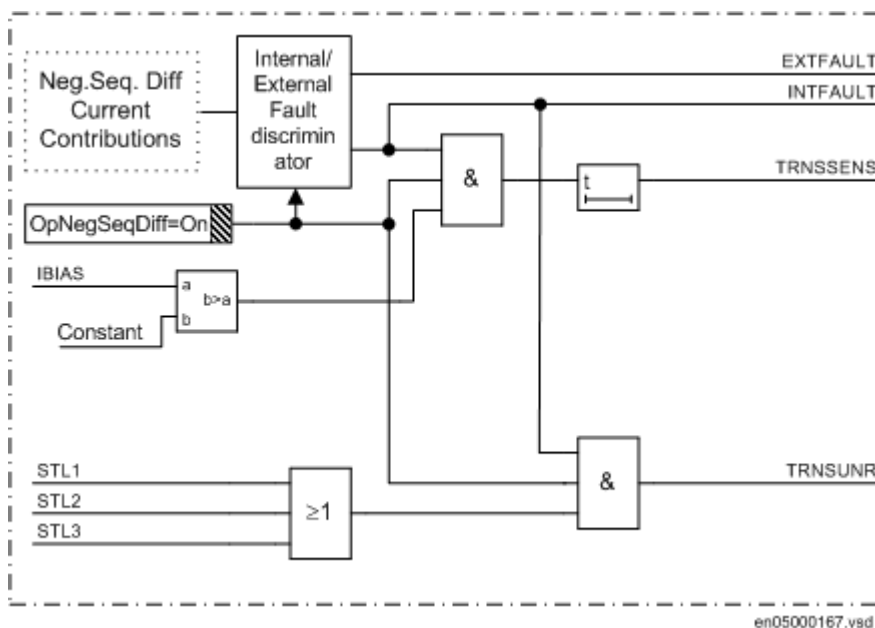 Neg.Seq. Diff
Current
Contributions
Internal/
External
Fault
discrimin
ator
EXTFAULT
INTFAULT
&
t
TRNSSENS
OpNegSeqDiff=On
IBIAS
a
b>a
b
Constant
STL1
STL2
STL3
≥1
&
TRNSUNR
en05000167.vsd